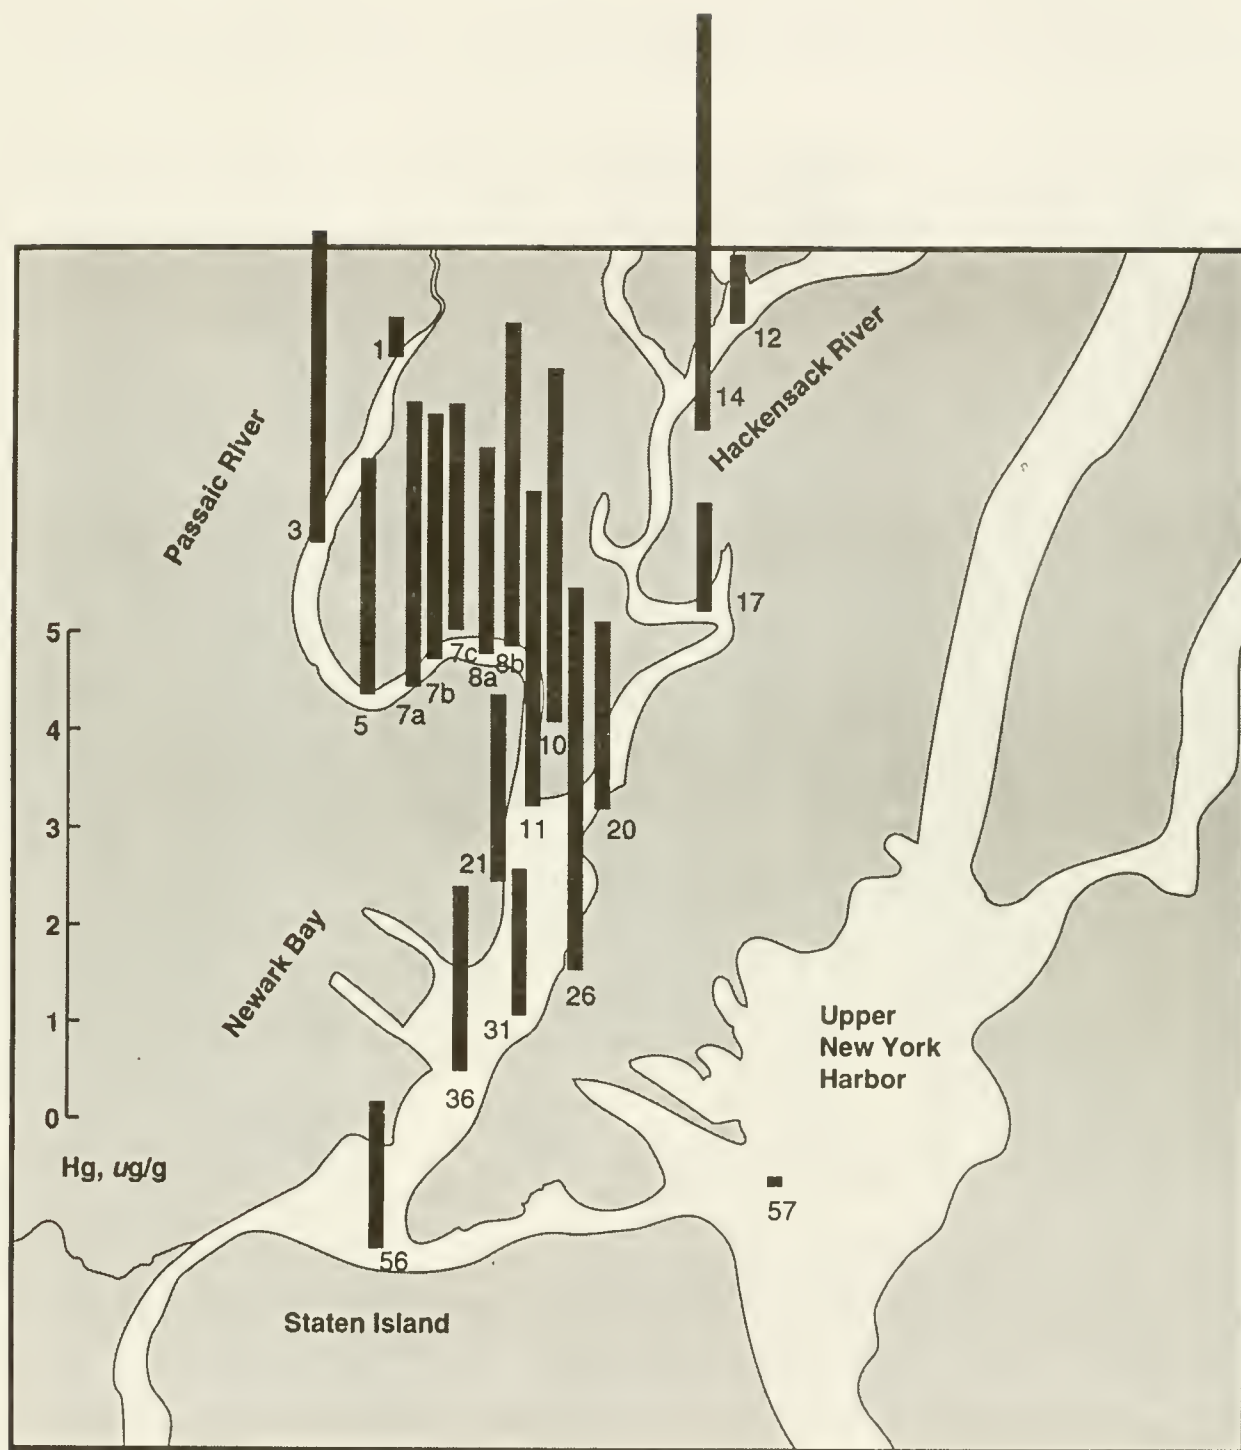 1
12
14
Hackensack River
Passaic River
3
17
5
7c
8b
8a
7b
7a
5
4
10
11
20
3
21
2
Newark Bay
26
31
1
Upper
New York
Harbor
36
0
Hg, ug/g
57
56
Staten Island